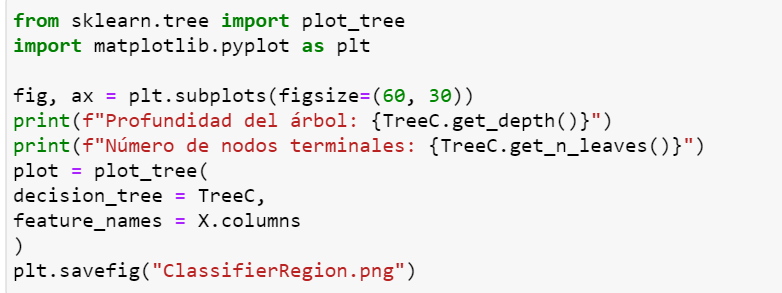 from sklearn.tree import plot_tree
import matplotlib.pyplot as plt
fig, ax = plt.subplots(figsize=(60, 30))
print(f"Profundidad del árbol: {TreeC.get_depth()}")
print(f"Número de nodos terminales: {TreeC.get_n_leaves()}")
plot = plot_tree(
decision_tree = TreeC,
feature_names = X.columns
)
plt.savefig("ClassifierRegion.png")